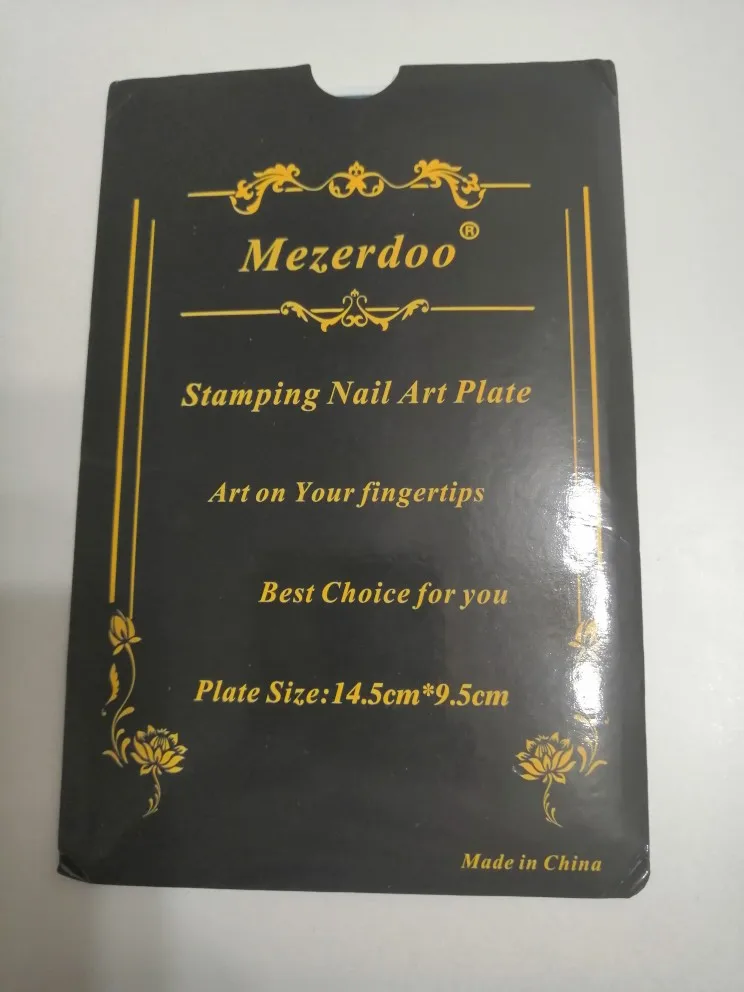 Mezerdoo®
Stamping Nail Art Plate
Art on Your fingertips
Best Choice for you
Plate Size:14.5cm*9.5cm
Made in China